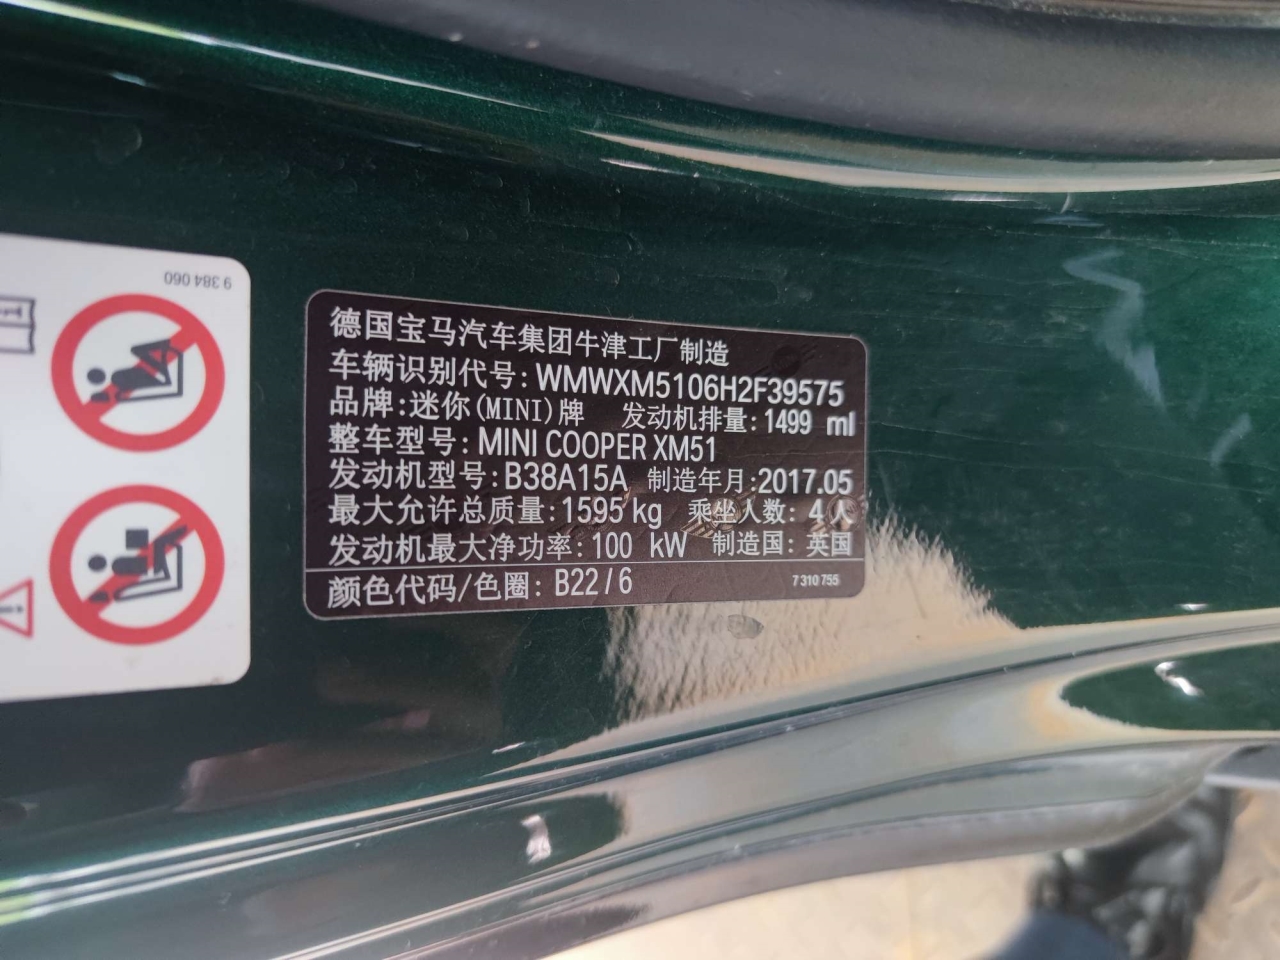 9 384 060
德国宝马汽车集团牛津工厂制造
车辆识别代号: WMWXM5106H2F39575
品牌: 迷你(MINI)牌 发动机排量: 1499 ml
整车型号: MINI COOPER XM51
发动机型号: B38A15A 制造年月: 2017.05
最大允许总质量: 1595 kg 乘坐人数: 4人
发动机最大净功率: 100 kW 制造国: 英国
颜色代码/色圈: B22/6 7 310 755